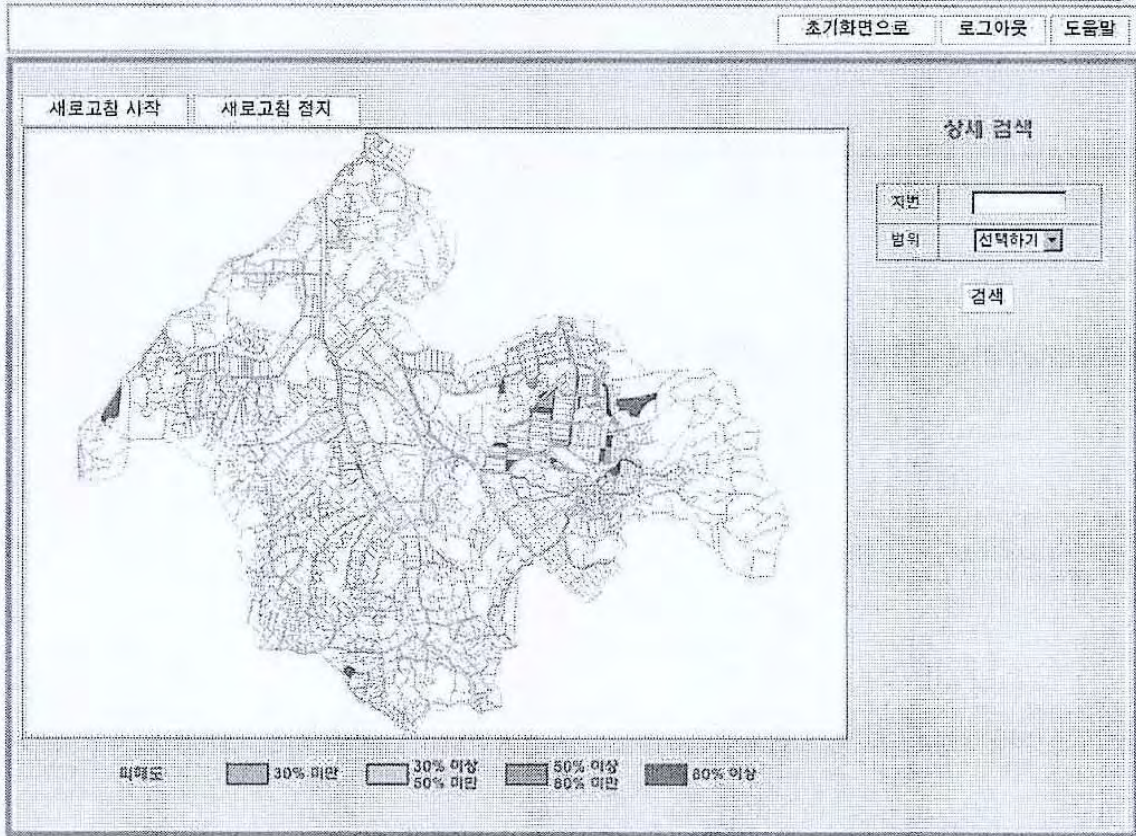 초기화면으로 로그아웃 도움말
새로고침 시작 새로고침 정지
상세 검색
지번
범위 선택하기
검색
피해도 30% 미만 30% 이상 50% 이상 80% 이상
50% 미만 80% 미만